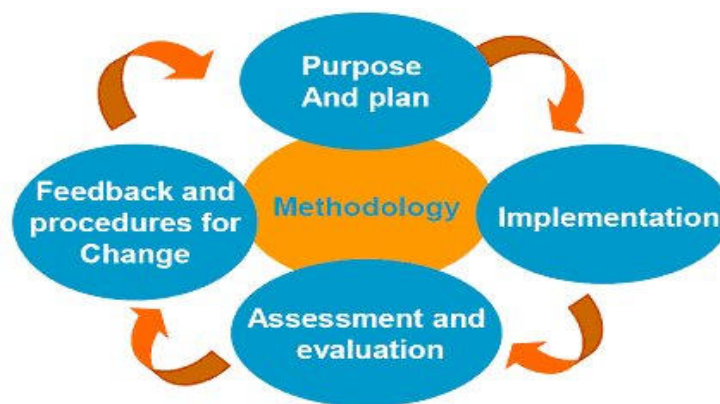 Purpose
And plan
Feedback and
procedures for
Change
Methodology
Implementation
Assessment and
evaluation